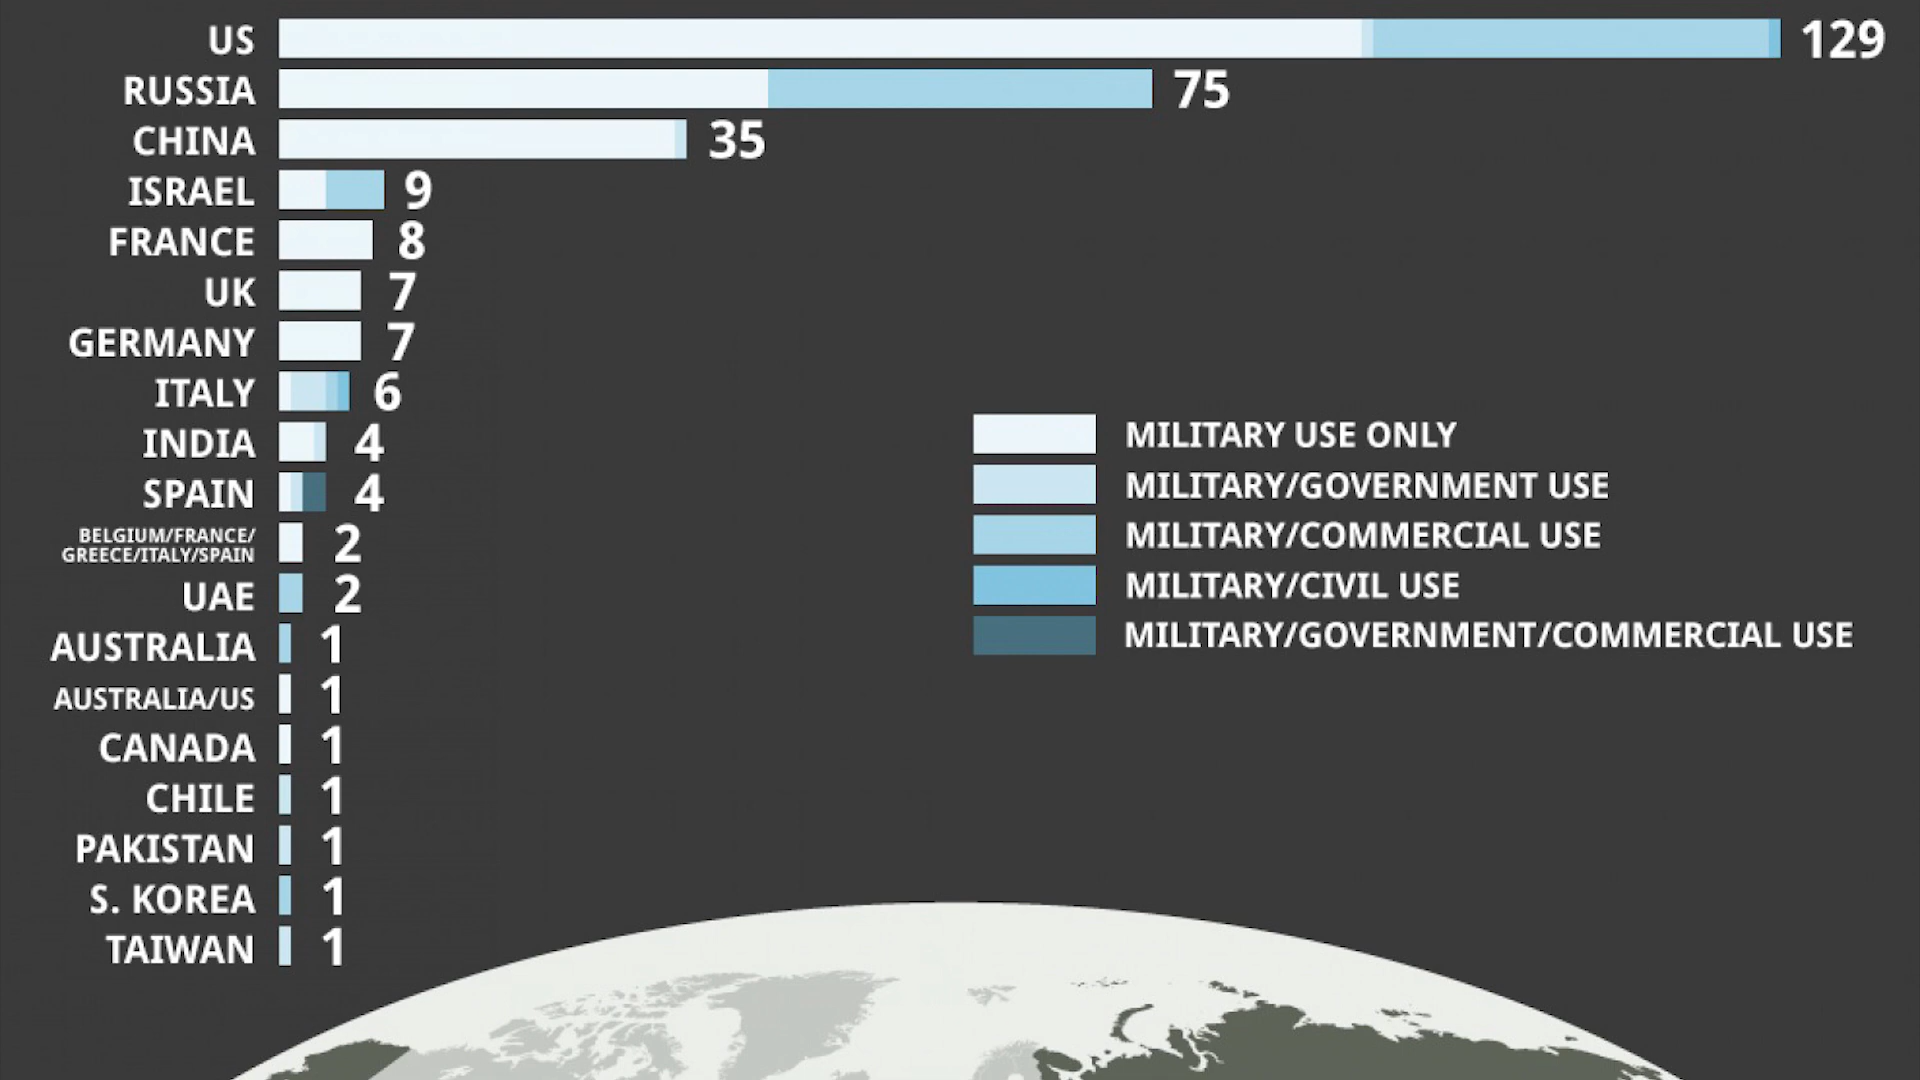 US 129
RUSSIA 75
CHINA 35
ISRAEL 9
FRANCE 8
UK 7
GERMANY 7
ITALY 6
INDIA 4
SPAIN 4
BELGIUM/FRANCE/
GREECE/ITALY/SPAIN 2
UAE 2
AUSTRALIA 1
AUSTRALIA/US 1
CANADA 1
CHILE 1
PAKISTAN 1
S. KOREA 1
TAIWAN 1
MILITARY USE ONLY
MILITARY/GOVERNMENT USE
MILITARY/COMMERCIAL USE
MILITARY/CIVIL USE
MILITARY/GOVERNMENT/COMMERCIAL USE